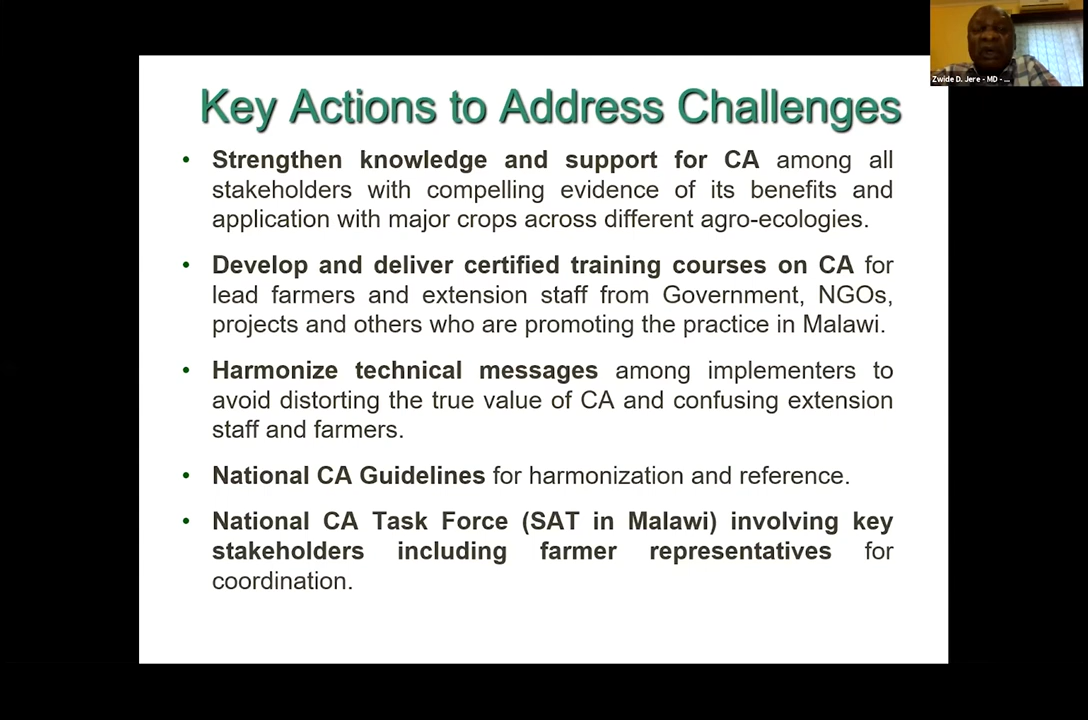 Key Actions to Address Challenges
• Strengthen knowledge and support for CA among all
stakeholders with compelling evidence of its benefits and
application with major crops across different agro-ecologies.
• Develop and deliver certified training courses on CA for
lead farmers and extension staff from Government, NGOs,
projects and others who are promoting the practice in Malawi.
• Harmonize technical messages among implementers to
avoid distorting the true value of CA and confusing extension
staff and farmers.
• National CA Guidelines for harmonization and reference.
• National CA Task Force (SAT in Malawi) involving key
stakeholders including farmer representatives for
coordination.
Zwide D. Jere - MD - ...